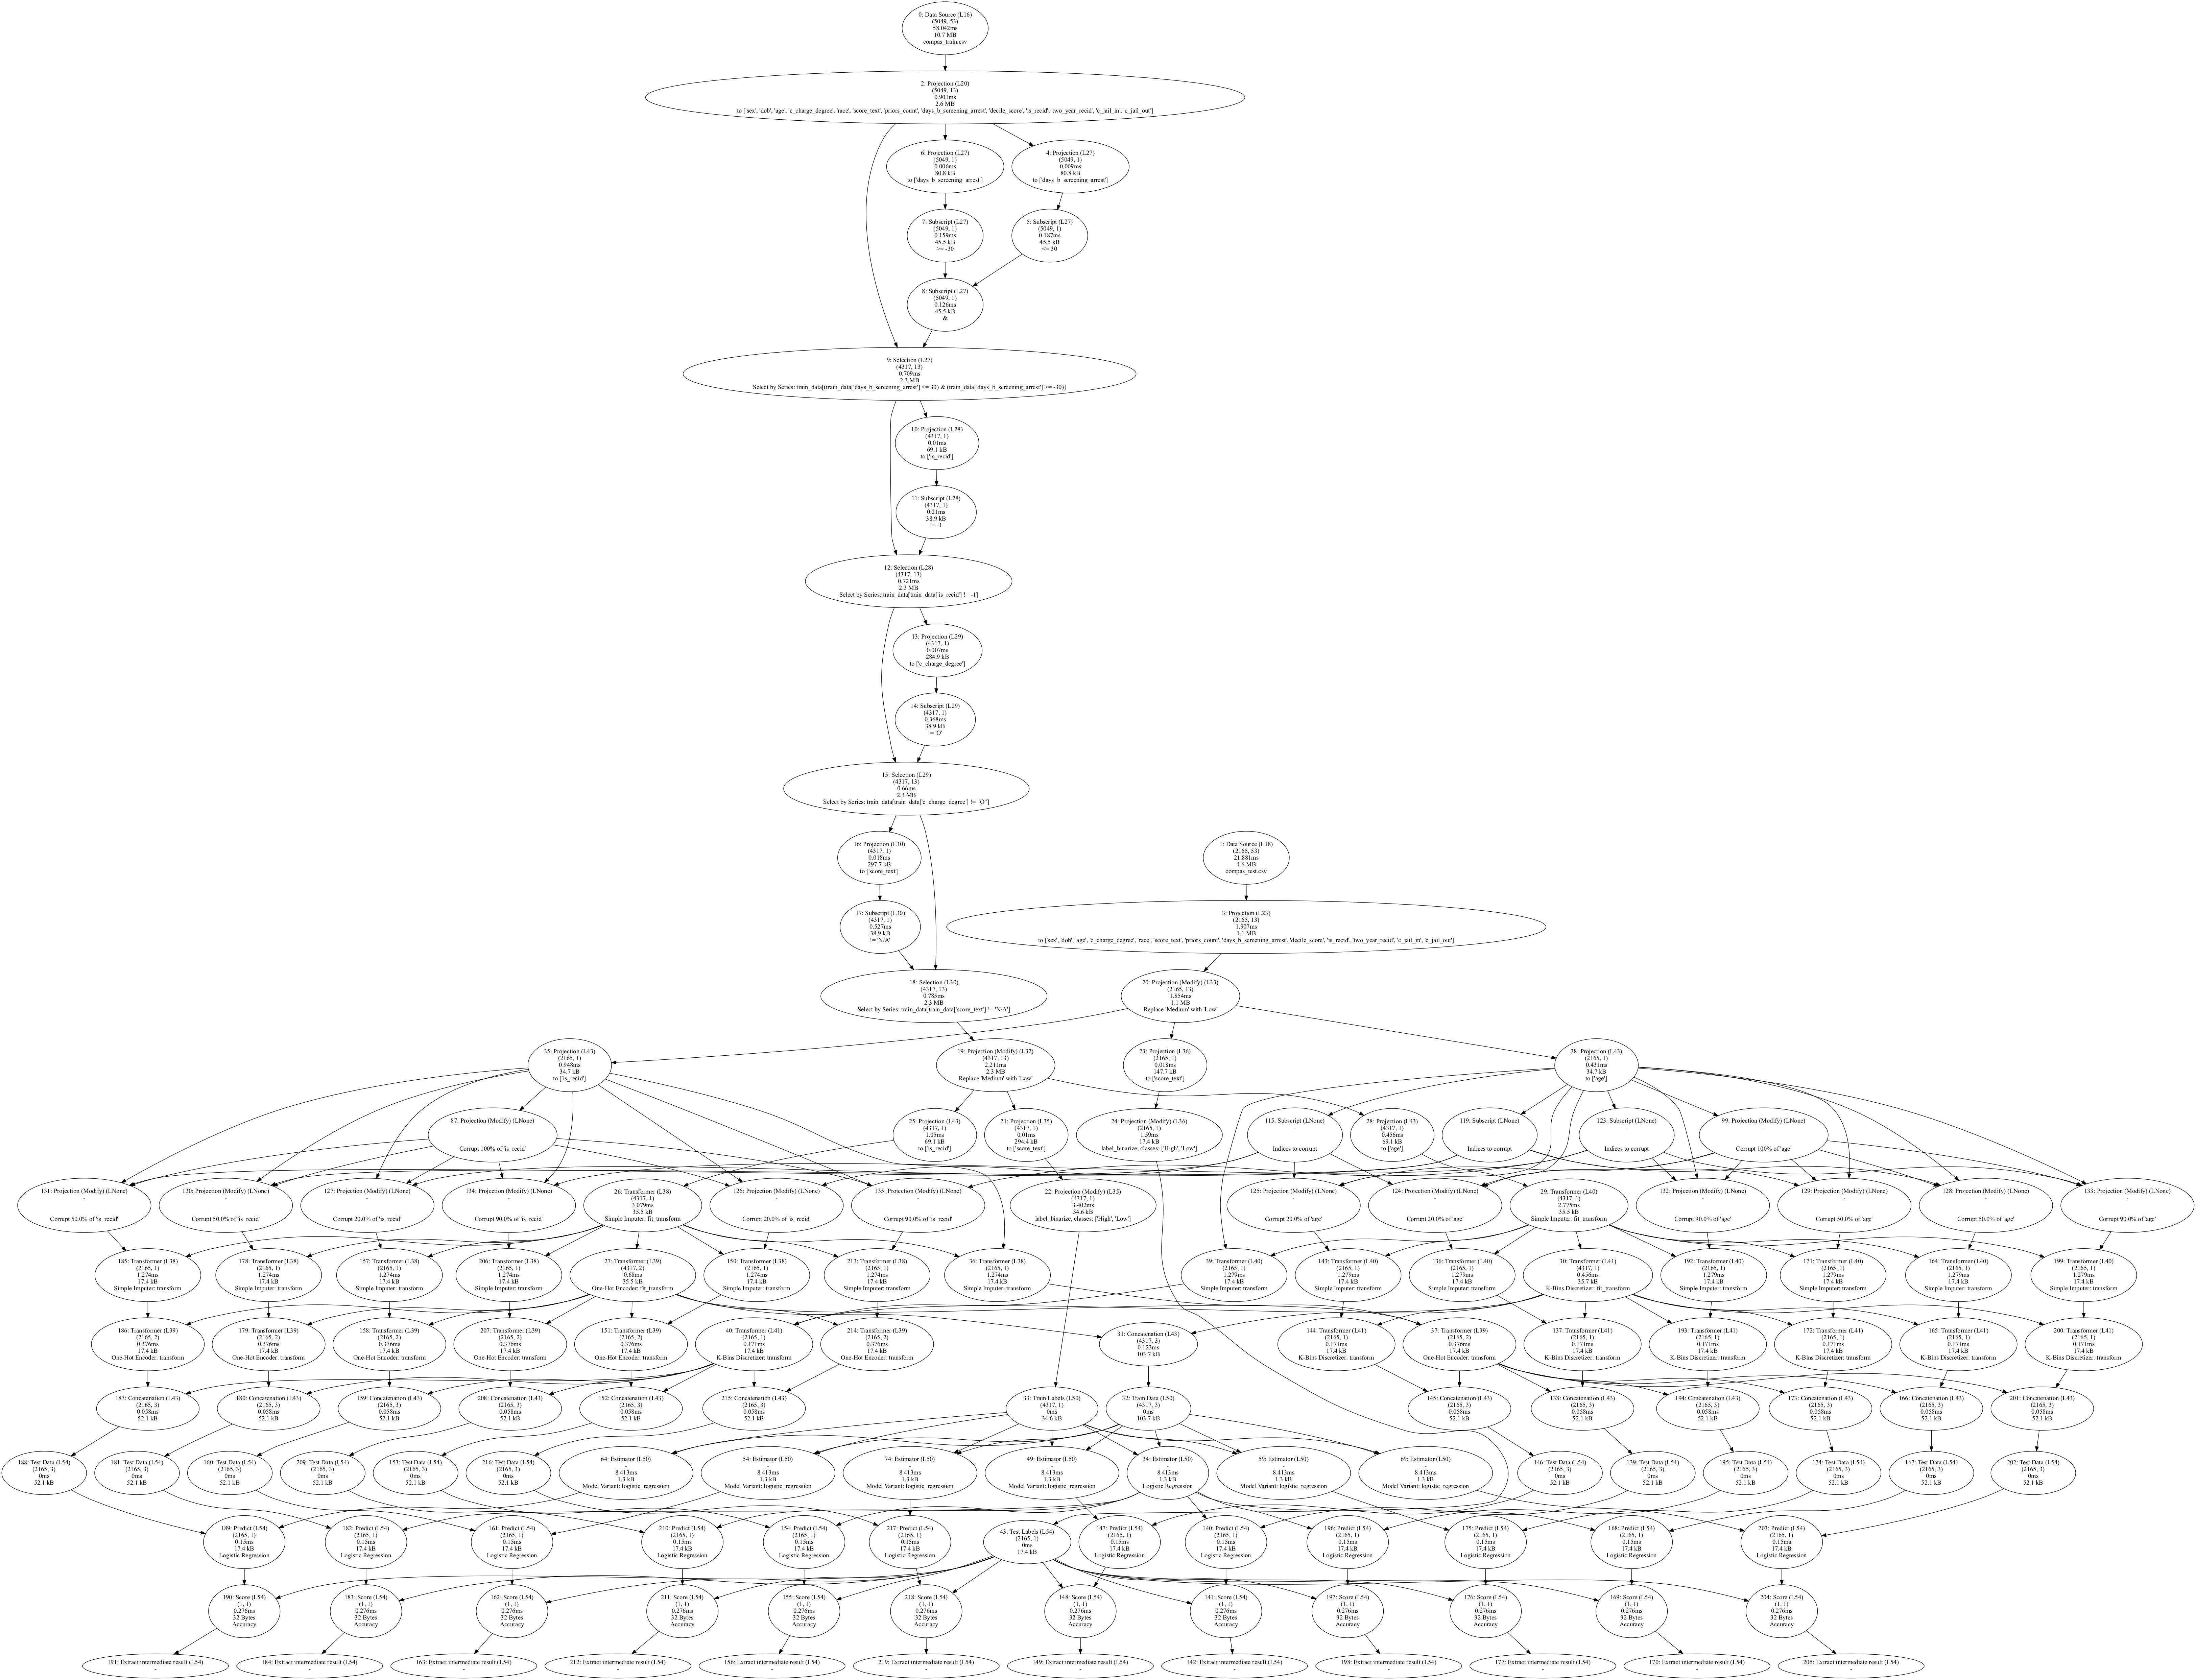 0: Data Source (L16)
(5049, 53)
58.042ms
10.7 MB
compas_train.csv
2: Projection (L20)
(5049, 13)
0.901ms
2.6 MB
to ['sex', 'dob', 'age', 'c_charge_degree', 'race', 'score_text', 'priors_count', 'days_b_screening_arrest', 'decile_score', 'is_recid', 'two_year_recid', 'c_jail_in', 'c_jail_out']
6: Projection (L27)
(5049, 1)
0.006ms
80.8 kB
to ['days_b_screening_arrest']
4: Projection (L27)
(5049, 1)
0.009ms
80.8 kB
to ['days_b_screening_arrest']
7: Subscript (L27)
(5049, 1)
0.159ms
45.5 kB
>= -30
5: Subscript (L27)
(5049, 1)
0.187ms
45.5 kB
<= 30
8: Subscript (L27)
(5049, 1)
0.126ms
45.5 kB
&
9: Selection (L27)
(4317, 13)
0.709ms
2.3 MB
Select by Series: train_data[(train_data['days_b_screening_arrest'] <= 30) & (train_data['days_b_screening_arrest'] >= -30)]
10: Projection (L28)
(4317, 1)
0.01ms
69.1 kB
to ['is_recid']
11: Subscript (L28)
(4317, 1)
0.21ms
38.9 kB
!= -1
12: Selection (L28)
(4317, 13)
0.721ms
2.3 MB
Select by Series: train_data[train_data['is_recid'] != -1]
13: Projection (L29)
(4317, 1)
0.007ms
284.9 kB
to ['c_charge_degree']
14: Subscript (L29)
(4317, 1)
0.368ms
38.9 kB
!= 'O'
15: Selection (L29)
(4317, 13)
0.66ms
2.3 MB
Select by Series: train_data[train_data['c_charge_degree'] != "O"]
16: Projection (L30)
(4317, 1)
0.018ms
297.7 kB
to ['score_text']
1: Data Source (L18)
(2165, 53)
21.881ms
4.6 MB
compas_test.csv
17: Subscript (L30)
(4317, 1)
0.527ms
38.9 kB
!= 'N/A'
3: Projection (L23)
(2165, 13)
1.907ms
1.1 MB
to ['sex', 'dob', 'age', 'c_charge_degree', 'race', 'score_text', 'priors_count', 'days_b_screening_arrest', 'decile_score', 'is_recid', 'two_year_recid', 'c_jail_in', 'c_jail_out']
18: Selection (L30)
(4317, 13)
0.785ms
2.3 MB
Select by Series: train_data[train_data['score_text'] != 'N/A']
20: Projection (Modify) (L33)
(2165, 13)
1.854ms
1.1 MB
Replace 'Medium' with 'Low'
35: Projection (L43)
(2165, 1)
0.948ms
34.7 kB
to ['is_recid']
19: Projection (Modify) (L32)
(4317, 13)
2.211ms
2.3 MB
Replace 'Medium' with 'Low'
23: Projection (L36)
(2165, 1)
0.018ms
147.7 kB
to ['score_text']
38: Projection (L43)
(2165, 1)
0.431ms
34.7 kB
to ['age']
87: Projection (Modify) (LNone)
-
Corrupt 100% of 'is_recid'
25: Projection (L43)
(4317, 1)
1.05ms
69.1 kB
to ['is_recid']
21: Projection (L35)
(4317, 1)
0.01ms
294.4 kB
to ['score_text']
24: Projection (Modify) (L36)
(2165, 1)
1.59ms
17.4 kB
label_binarize, classes: ['High', 'Low']
115: Subscript (LNone)
-
Indices to corrupt
28: Projection (L43)
(4317, 1)
0.456ms
69.1 kB
to ['age']
119: Subscript (LNone)
-
Indices to corrupt
123: Subscript (LNone)
-
Indices to corrupt
99: Projection (Modify) (LNone)
-
Corrupt 100% of 'age'
131: Projection (Modify) (LNone)
-
Corrupt 50.0% of 'is_recid'
130: Projection (Modify) (LNone)
-
Corrupt 50.0% of 'is_recid'
127: Projection (Modify) (LNone)
-
Corrupt 20.0% of 'is_recid'
134: Projection (Modify) (LNone)
-
Corrupt 90.0% of 'is_recid'
26: Transformer (L38)
(4317, 1)
3.079ms
35.5 kB
Simple Imputer: fit_transform
126: Projection (Modify) (LNone)
-
Corrupt 20.0% of 'is_recid'
135: Projection (Modify) (LNone)
-
Corrupt 90.0% of 'is_recid'
22: Projection (Modify) (L35)
(4317, 1)
3.402ms
34.6 kB
label_binarize, classes: ['High', 'Low']
125: Projection (Modify) (LNone)
-
Corrupt 20.0% of 'age'
124: Projection (Modify) (LNone)
-
Corrupt 20.0% of 'age'
29: Transformer (L40)
(4317, 1)
2.775ms
35.5 kB
Simple Imputer: fit_transform
132: Projection (Modify) (LNone)
-
Corrupt 90.0% of 'age'
129: Projection (Modify) (LNone)
-
Corrupt 50.0% of 'age'
128: Projection (Modify) (LNone)
-
Corrupt 50.0% of 'age'
133: Projection (Modify) (LNone)
-
Corrupt 90.0% of 'age'
185: Transformer (L38)
(2165, 1)
1.274ms
17.4 kB
Simple Imputer: transform
178: Transformer (L38)
(2165, 1)
1.274ms
17.4 kB
Simple Imputer: transform
157: Transformer (L38)
(2165, 1)
1.274ms
17.4 kB
Simple Imputer: transform
206: Transformer (L38)
(2165, 1)
1.274ms
17.4 kB
Simple Imputer: transform
27: Transformer (L39)
(4317, 2)
0.68ms
35.5 kB
One-Hot Encoder: fit_transform
150: Transformer (L38)
(2165, 1)
1.274ms
17.4 kB
Simple Imputer: transform
213: Transformer (L38)
(2165, 1)
1.274ms
17.4 kB
Simple Imputer: transform
36: Transformer (L38)
(2165, 1)
1.274ms
17.4 kB
Simple Imputer: transform
39: Transformer (L40)
(2165, 1)
1.279ms
17.4 kB
Simple Imputer: transform
143: Transformer (L40)
(2165, 1)
1.279ms
17.4 kB
Simple Imputer: transform
136: Transformer (L40)
(2165, 1)
1.279ms
17.4 kB
Simple Imputer: transform
30: Transformer (L41)
(4317, 1)
0.456ms
35.7 kB
K-Bins Discretizer: fit_transform
192: Transformer (L40)
(2165, 1)
1.279ms
17.4 kB
Simple Imputer: transform
171: Transformer (L40)
(2165, 1)
1.279ms
17.4 kB
Simple Imputer: transform
164: Transformer (L40)
(2165, 1)
1.279ms
17.4 kB
Simple Imputer: transform
199: Transformer (L40)
(2165, 1)
1.279ms
17.4 kB
Simple Imputer: transform
186: Transformer (L39)
(2165, 2)
0.376ms
17.4 kB
One-Hot Encoder: transform
179: Transformer (L39)
(2165, 2)
0.376ms
17.4 kB
One-Hot Encoder: transform
158: Transformer (L39)
(2165, 2)
0.376ms
17.4 kB
One-Hot Encoder: transform
207: Transformer (L39)
(2165, 2)
0.376ms
17.4 kB
One-Hot Encoder: transform
151: Transformer (L39)
(2165, 2)
0.376ms
17.4 kB
One-Hot Encoder: transform
40: Transformer (L41)
(2165, 1)
0.171ms
17.4 kB
K-Bins Discretizer: transform
214: Transformer (L39)
(2165, 2)
0.376ms
17.4 kB
One-Hot Encoder: transform
31: Concatenation (L43)
(4317, 3)
0.123ms
103.7 kB
144: Transformer (L41)
(2165, 1)
0.171ms
17.4 kB
K-Bins Discretizer: transform
37: Transformer (L39)
(2165, 2)
0.376ms
17.4 kB
One-Hot Encoder: transform
137: Transformer (L41)
(2165, 1)
0.171ms
17.4 kB
K-Bins Discretizer: transform
193: Transformer (L41)
(2165, 1)
0.171ms
17.4 kB
K-Bins Discretizer: transform
172: Transformer (L41)
(2165, 1)
0.171ms
17.4 kB
K-Bins Discretizer: transform
165: Transformer (L41)
(2165, 1)
0.171ms
17.4 kB
K-Bins Discretizer: transform
200: Transformer (L41)
(2165, 1)
0.171ms
17.4 kB
K-Bins Discretizer: transform
187: Concatenation (L43)
(2165, 3)
0.058ms
52.1 kB
180: Concatenation (L43)
(2165, 3)
0.058ms
52.1 kB
159: Concatenation (L43)
(2165, 3)
0.058ms
52.1 kB
208: Concatenation (L43)
(2165, 3)
0.058ms
52.1 kB
152: Concatenation (L43)
(2165, 3)
0.058ms
52.1 kB
215: Concatenation (L43)
(2165, 3)
0.058ms
52.1 kB
33: Train Labels (L50)
(4317, 1)
0ms
34.6 kB
32: Train Data (L50)
(4317, 3)
0ms
103.7 kB
145: Concatenation (L43)
(2165, 3)
0.058ms
52.1 kB
138: Concatenation (L43)
(2165, 3)
0.058ms
52.1 kB
194: Concatenation (L43)
(2165, 3)
0.058ms
52.1 kB
173: Concatenation (L43)
(2165, 3)
0.058ms
52.1 kB
166: Concatenation (L43)
(2165, 3)
0.058ms
52.1 kB
201: Concatenation (L43)
(2165, 3)
0.058ms
52.1 kB
188: Test Data (L54)
(2165, 3)
0ms
52.1 kB
181: Test Data (L54)
(2165, 3)
0ms
52.1 kB
160: Test Data (L54)
(2165, 3)
0ms
52.1 kB
209: Test Data (L54)
(2165, 3)
0ms
52.1 kB
153: Test Data (L54)
(2165, 3)
0ms
52.1 kB
216: Test Data (L54)
(2165, 3)
0ms
52.1 kB
64: Estimator (L50)
-
8.413ms
1.3 kB
Model Variant: logistic_regression
54: Estimator (L50)
-
8.413ms
1.3 kB
Model Variant: logistic_regression
74: Estimator (L50)
-
8.413ms
1.3 kB
Model Variant: logistic_regression
49: Estimator (L50)
-
8.413ms
1.3 kB
Model Variant: logistic_regression
34: Estimator (L50)
-
8.413ms
1.3 kB
Logistic Regression
59: Estimator (L50)
-
8.413ms
1.3 kB
Model Variant: logistic_regression
69: Estimator (L50)
-
8.413ms
1.3 kB
Model Variant: logistic_regression
146: Test Data (L54)
(2165, 3)
0ms
52.1 kB
139: Test Data (L54)
(2165, 3)
0ms
52.1 kB
195: Test Data (L54)
(2165, 3)
0ms
52.1 kB
174: Test Data (L54)
(2165, 3)
0ms
52.1 kB
167: Test Data (L54)
(2165, 3)
0ms
52.1 kB
202: Test Data (L54)
(2165, 3)
0ms
52.1 kB
189: Predict (L54)
(2165, 1)
0.15ms
17.4 kB
Logistic Regression
182: Predict (L54)
(2165, 1)
0.15ms
17.4 kB
Logistic Regression
161: Predict (L54)
(2165, 1)
0.15ms
17.4 kB
Logistic Regression
210: Predict (L54)
(2165, 1)
0.15ms
17.4 kB
Logistic Regression
154: Predict (L54)
(2165, 1)
0.15ms
17.4 kB
Logistic Regression
217: Predict (L54)
(2165, 1)
0.15ms
17.4 kB
Logistic Regression
43: Test Labels (L54)
(2165, 1)
0ms
17.4 kB
147: Predict (L54)
(2165, 1)
0.15ms
17.4 kB
Logistic Regression
140: Predict (L54)
(2165, 1)
0.15ms
17.4 kB
Logistic Regression
196: Predict (L54)
(2165, 1)
0.15ms
17.4 kB
Logistic Regression
175: Predict (L54)
(2165, 1)
0.15ms
17.4 kB
Logistic Regression
168: Predict (L54)
(2165, 1)
0.15ms
17.4 kB
Logistic Regression
203: Predict (L54)
(2165, 1)
0.15ms
17.4 kB
Logistic Regression
190: Score (L54)
(1, 1)
0.276ms
32 Bytes
Accuracy
183: Score (L54)
(1, 1)
0.276ms
32 Bytes
Accuracy
162: Score (L54)
(1, 1)
0.276ms
32 Bytes
Accuracy
211: Score (L54)
(1, 1)
0.276ms
32 Bytes
Accuracy
155: Score (L54)
(1, 1)
0.276ms
32 Bytes
Accuracy
218: Score (L54)
(1, 1)
0.276ms
32 Bytes
Accuracy
148: Score (L54)
(1, 1)
0.276ms
32 Bytes
Accuracy
141: Score (L54)
(1, 1)
0.276ms
32 Bytes
Accuracy
197: Score (L54)
(1, 1)
0.276ms
32 Bytes
Accuracy
176: Score (L54)
(1, 1)
0.276ms
32 Bytes
Accuracy
169: Score (L54)
(1, 1)
0.276ms
32 Bytes
Accuracy
204: Score (L54)
(1, 1)
0.276ms
32 Bytes
Accuracy
191: Extract intermediate result (L54)
-
184: Extract intermediate result (L54)
-
163: Extract intermediate result (L54)
-
212: Extract intermediate result (L54)
-
156: Extract intermediate result (L54)
-
219: Extract intermediate result (L54)
-
149: Extract intermediate result (L54)
-
142: Extract intermediate result (L54)
-
198: Extract intermediate result (L54)
-
177: Extract intermediate result (L54)
-
170: Extract intermediate result (L54)
-
205: Extract intermediate result (L54)
-